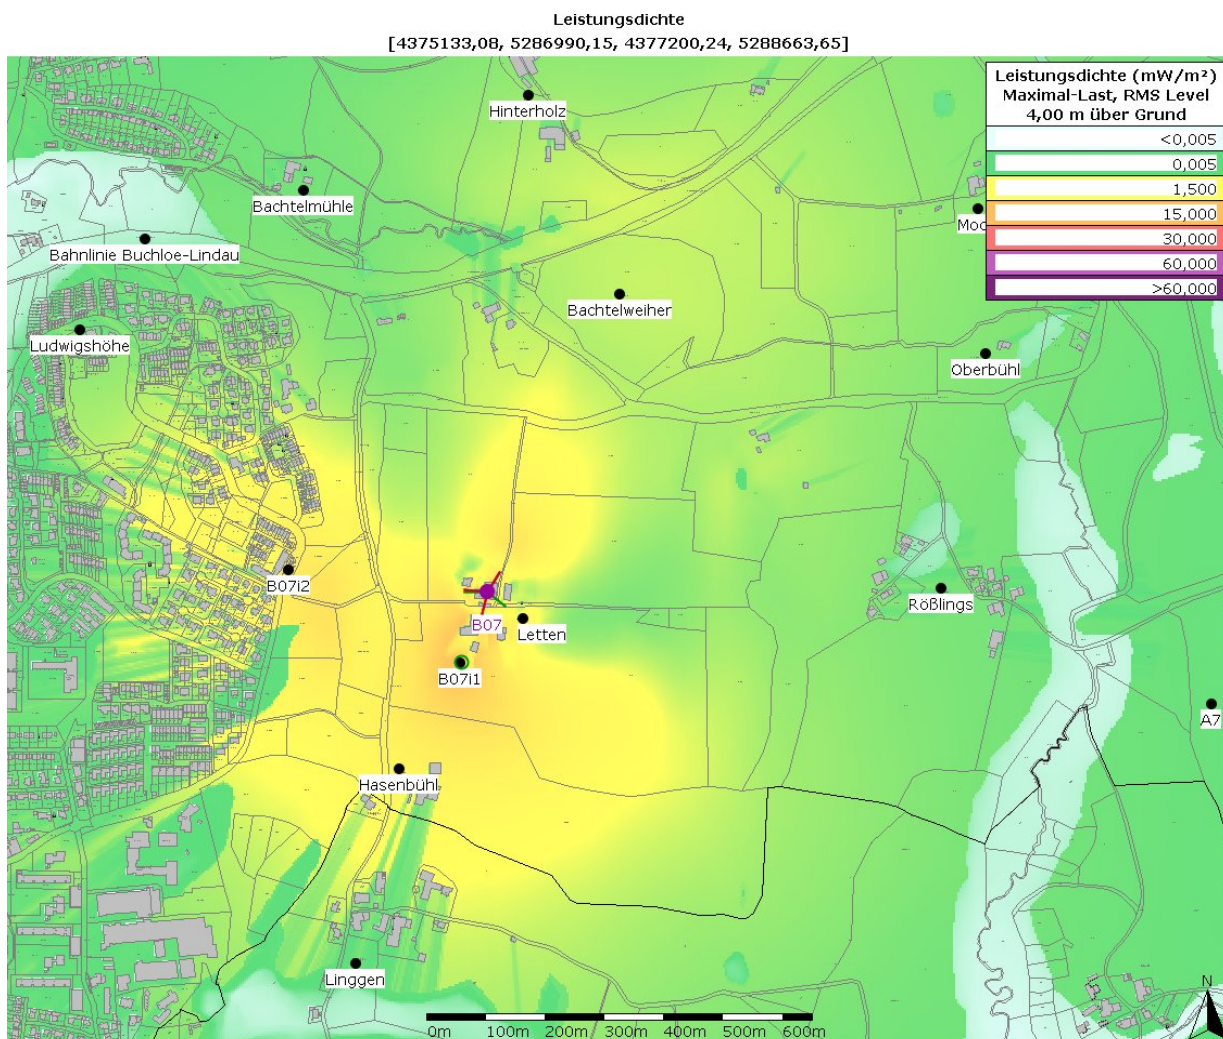 Leistungsdichte
[4375133,08, 5286990,15, 4377200,24, 5288663,65]
Leistungsdichte (mW/m²)
Maximal-Last, RMS Level
4,00 m über Grund
<0,005
0,005
1,500
15,000
30,000
60,000
>60,000
Hinterholz
Bachtelmühle
Moo
Bahnlinie Buchloe-Lindau
Bachtelweiher
Ludwigshöhe
Oberbühl
B07i2
Rößlings
B07
Letten
B07i1
A7
Hasenbühl
Linggen
N
0m 100m 200m 300m 400m 500m 600m